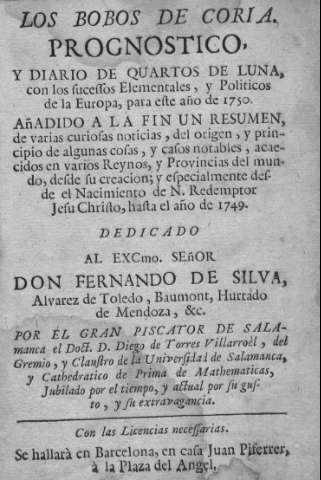 LOS BOBOS DE CORIA.
PROGNOSTICO,
Y DIARIO DE QUARTOS DE LUNA,
con los sucessos Elementales, y Politicos
de la Europa, para este año de 1750.
AñADIDO A LA FIN UN RESUMEN,
de varias curiosas noticias, del origen, y prin-
cipio de algunas cosas, y casos notables, acae-
cidos en varios Reynos, y Provincias del mun-
do, desde su creacion; y especialmente des-
de el Nacimiento de N. Redemptor
Jesu Christo, hasta el año de 1749.
DEDICADO
AL EXCmo. SEñOR
DON FERNANDO DE SILVA,
Alvarez de Toledo, Baumont, Hurtado
de Mendoza, &c.
POR EL GRAN PISCATOR DE SALA-
manca el Doct. D. Diego de Torres Villarroèl, del
Gremio, y Claustro de la Universidad de Salamanca,
y Cathedratico de Prima de Mathematicas,
Jubilado por el tiempo, y actual por su gus-
to, y su extravagancia.
Con las Licencias necessarias.
Se hallarà en Barcelona, en casa Juan Piferrer,
à la Plaza del Angel.